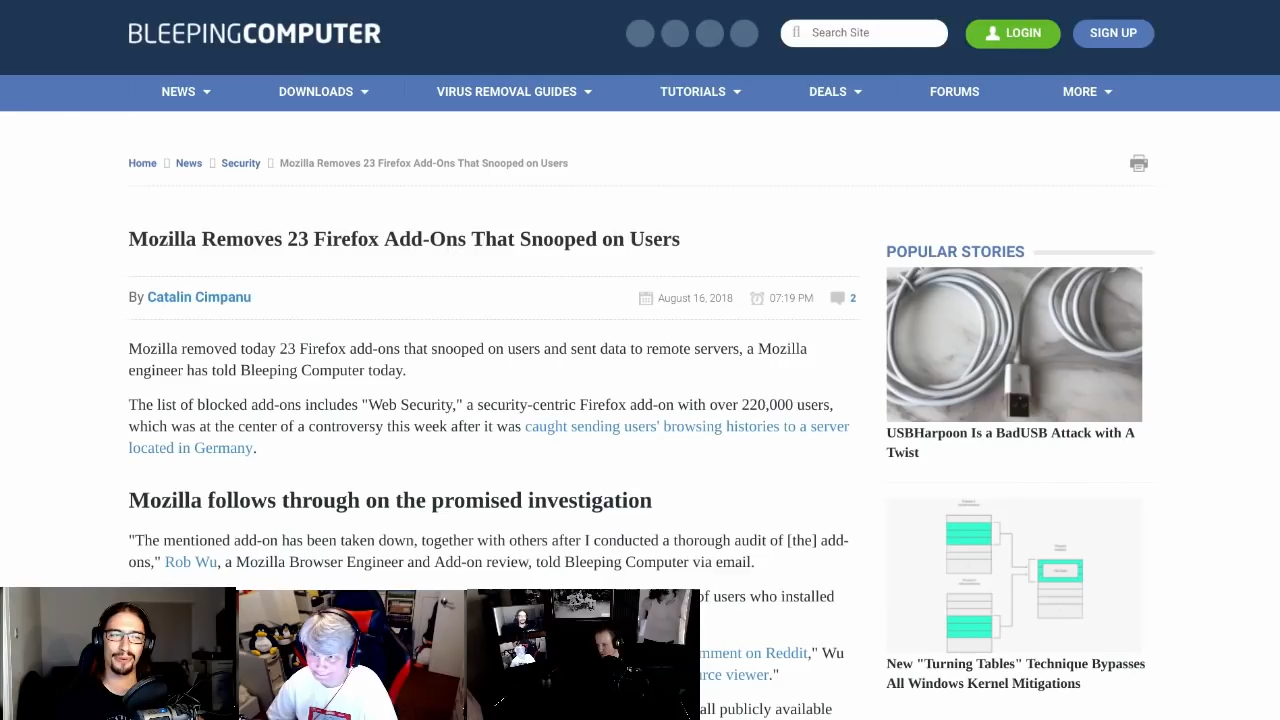 BLEEPINGCOMPUTER
Search Site
LOGIN
SIGN UP
NEWS
DOWNLOADS
VIRUS REMOVAL GUIDES
TUTORIALS
DEALS
FORUMS
MORE
Home News Security Mozilla Removes 23 Firefox Add-Ons That Snooped on Users
Mozilla Removes 23 Firefox Add-Ons That Snooped on Users
By Catalin Cimpanu
August 16, 2018
07:19 PM
2
Mozilla removed today 23 Firefox add-ons that snooped on users and sent data to remote servers, a Mozilla
engineer has told Bleeping Computer today.
The list of blocked add-ons includes "Web Security," a security-centric Firefox add-on with over 220,000 users,
which was at the center of a controversy this week after it was caught sending users' browsing histories to a server
located in Germany.
Mozilla follows through on the promised investigation
"The mentioned add-on has been taken down, together with others after I conducted a thorough audit of [the] add-
ons," Rob Wu, a Mozilla Browser Engineer and Add-on review, told Bleeping Computer via email.
of users who installed
mment on Reddit," Wu
rce viewer."
all publicly available
POPULAR STORIES
USBHarpoon Is a BadUSB Attack with A
Twist
New "Turning Tables" Technique Bypasses
All Windows Kernel Mitigations